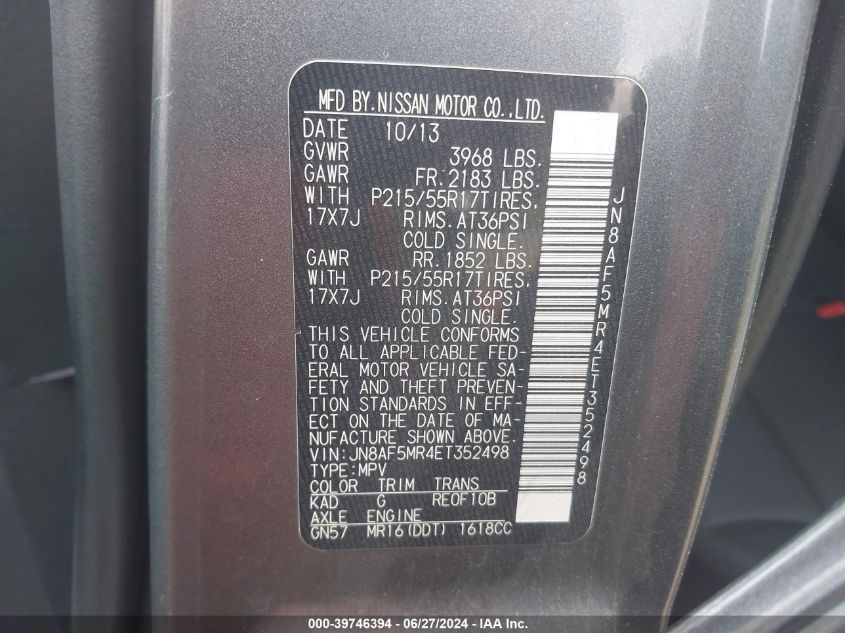 MFD BY.NISSAN MOTOR CO.,LTD.
DATE 10/13
GVWR 3968 LBS.
GAWR FR.2183 LBS.
WITH P215/55R17TIRES,
17X7J RIMS.AT36PSI
COLD SINGLE.
GAWR RR.1852 LBS.
WITH P215/55R17TIRES,
17X7J RIMS.AT36PSI
COLD SINGLE.
THIS VEHICLE CONFORMS
TO ALL APPLICABLE FED-
ERAL MOTOR VEHICLE SA-
FETY AND THEFT PREVEN-
TION STANDARDS IN EFF-
ECT ON THE DATE OF MA-
NUFACTURE SHOWN ABOVE.
VIN:JN8AF5MR4ET352498
TYPE:MPV
COLOR TRIM TRANS
KAD G RE0F10B
AXLE ENGINE
GN57 MR16(DDT) 1618CC
JN8AF5MR4ET352498
000-39746394 - 06/27/2024 - IAAI Inc.